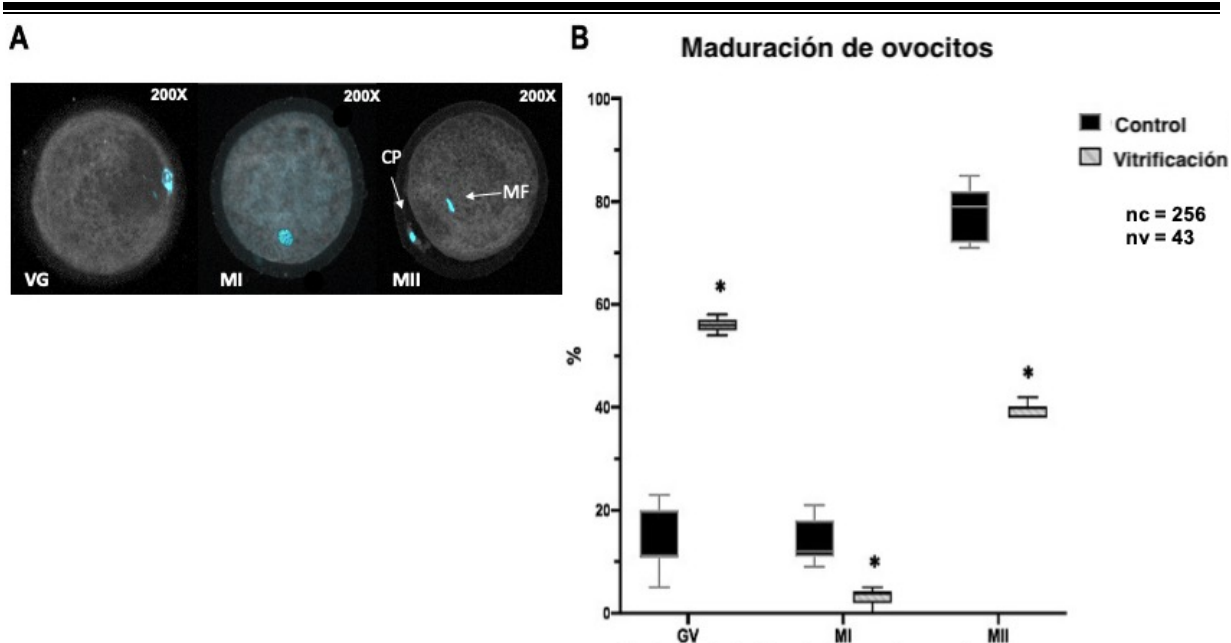 A
200X
200X
200X
CP
MF
VG
MI
MII
B
Maduración de ovocitos
100
80
60
40
20
0
%
*
*
*
GV
MI
MII
Control
Vitrificación
nc = 256
nv = 43